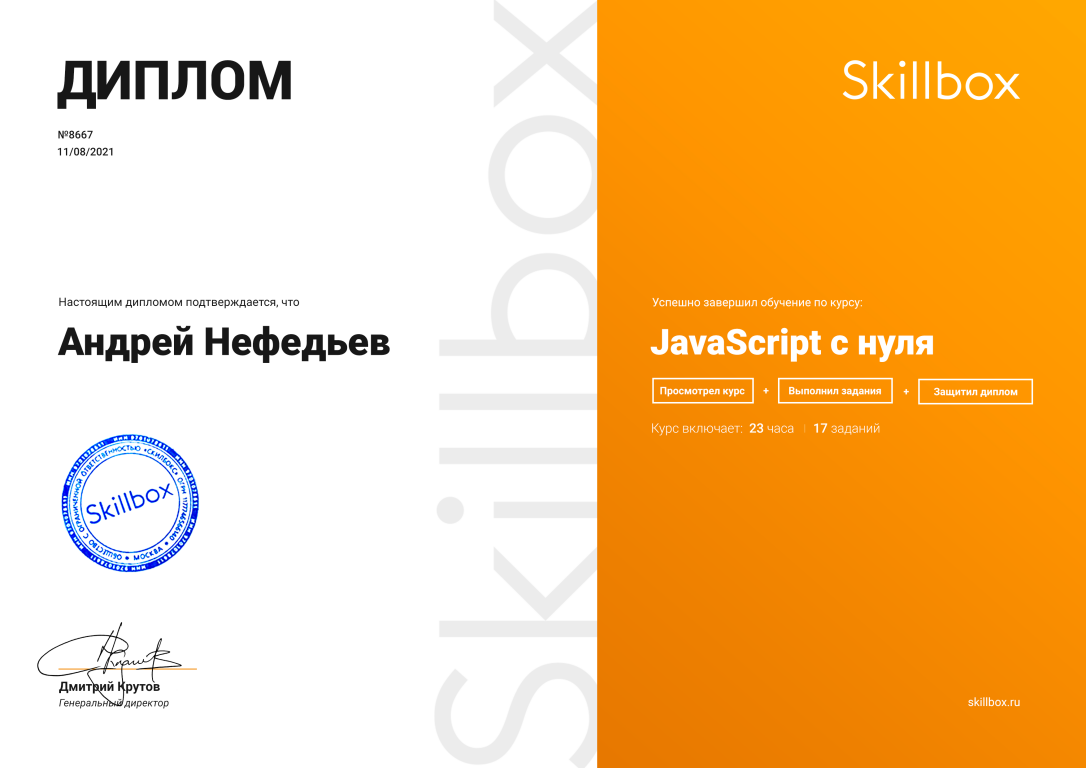 ДИПЛОМ
№8667
11/08/2021
Настоящим дипломом подтверждается, что
Андрей Нефедьев
ОБЩЕСТВО С ОГРАНИЧЕННОЙ ОТВЕТСТВЕННОСТЬЮ «СКИЛБОКС»
МОСКВА
Skillbox
Дмитрий Крутов
Генеральный директор
Skillbox
Skillbox
Успешно завершил обучение по курсу:
JavaScript с нуля
Просмотрел курс + Выполнил задания + Защитил диплом
Курс включает: 23 часа | 17 заданий
skillbox.ru